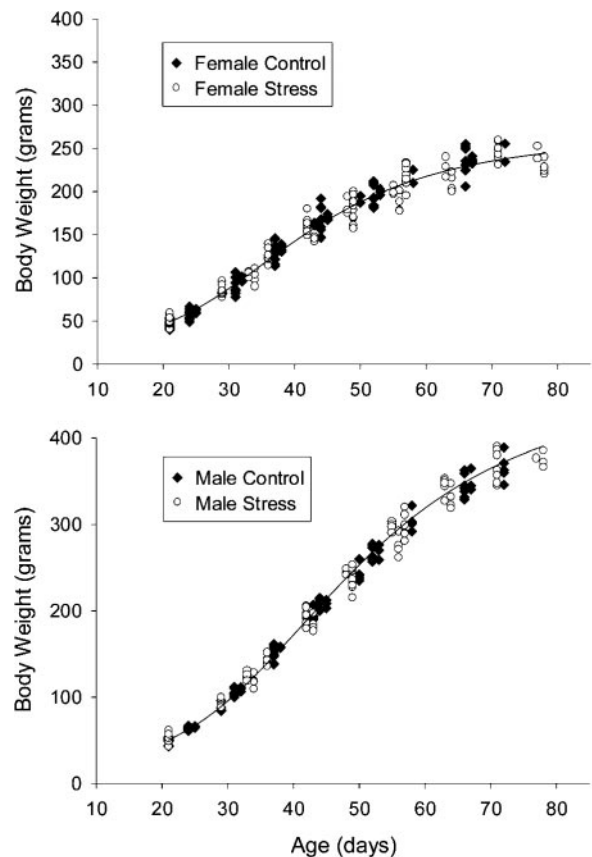 400
350
300
250
200
150
100
50
0
Body Weight (grams)
Female Control
Female Stress
10 20 30 40 50 60 70 80
400
300
200
100
0
Body Weight (grams)
Male Control
Male Stress
10 20 30 40 50 60 70 80
Age (days)